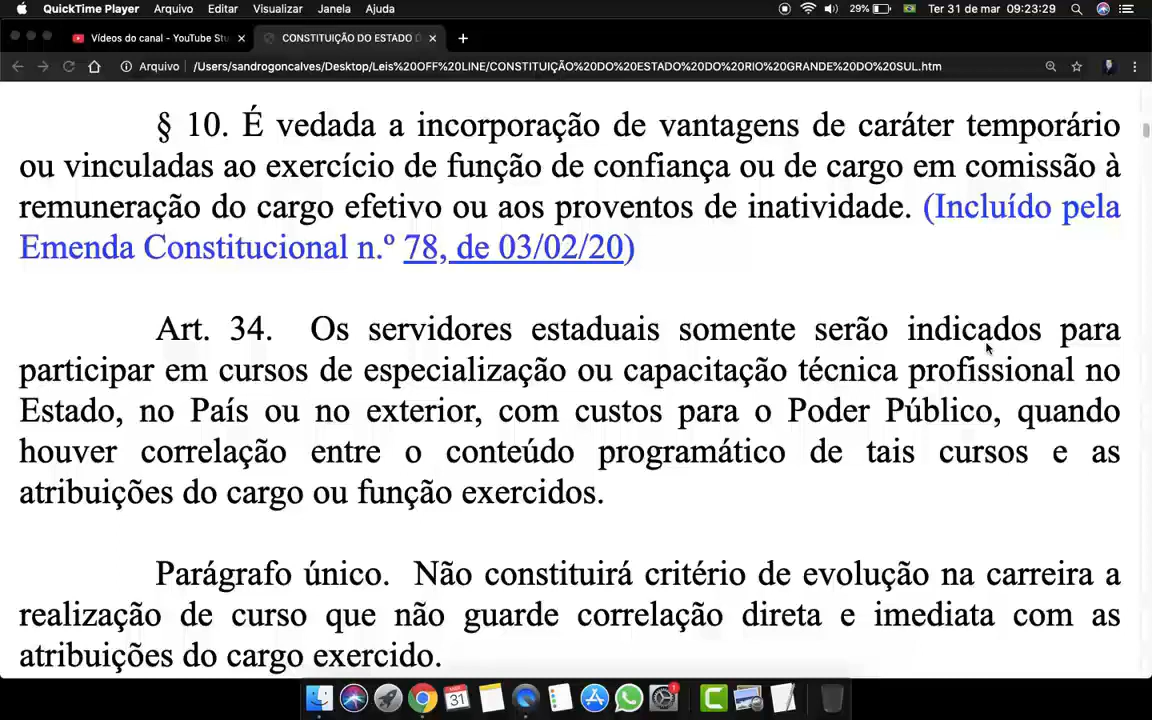 QuickTime Player Arquivo Editar Visualizar Janela Ajuda 29% Ter 31 de mar 09:23:29
Vídeos do canal - YouTube Stu × CONSTITUIÇÃO DO ESTADO D × +
Arquivo /Users/sandrogoncalves/Desktop/Leis%20OFF%20LINE/CONSTITUIÇÃO%20DO%20ESTADO%20DO%20RIO%20GRANDE%20DO%20SUL.htm
§ 10. É vedada a incorporação de vantagens de caráter temporário
ou vinculadas ao exercício de função de confiança ou de cargo em comissão à
remuneração do cargo efetivo ou aos proventos de inatividade. (Incluído pela
Emenda Constitucional n.º 78, de 03/02/20)
Art. 34. Os servidores estaduais somente serão indicados para
participar em cursos de especialização ou capacitação técnica profissional no
Estado, no País ou no exterior, com custos para o Poder Público, quando
houver correlação entre o conteúdo programático de tais cursos e as
atribuições do cargo ou função exercidos.
Parágrafo único. Não constituirá critério de evolução na carreira a
realização de curso que não guarde correlação direta e imediata com as
atribuições do cargo exercido.
31
1